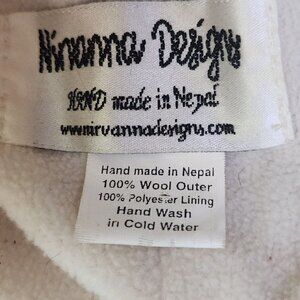 Nirvanna Designs
HAND made in Nepal
www.nirvannadesigns.com
Hand made in Nepal
100% Wool Outer
100% Polyester Lining
Hand Wash
in Cold Water